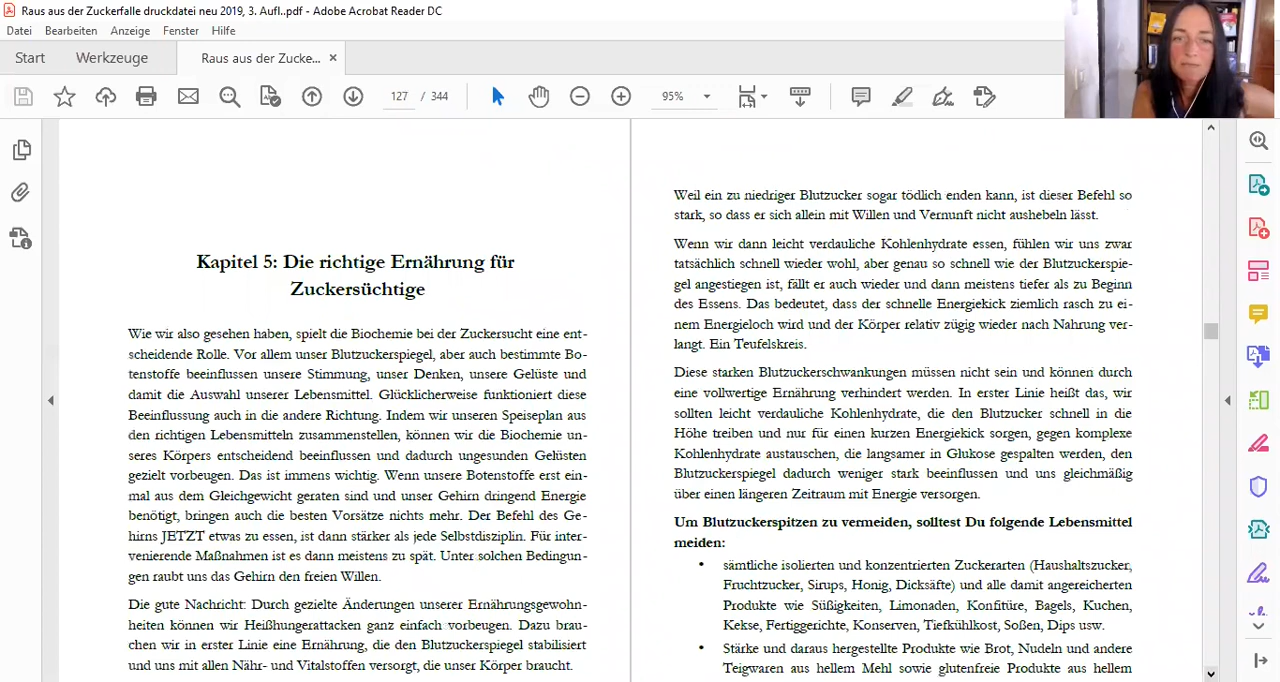 Raus aus der Zuckerfalle druckdatei neu 2019, 3. Aufl..pdf - Adobe Acrobat Reader DC
Datei Bearbeiten Anzeige Fenster Hilfe
Start Werkzeuge Raus aus der Zucke... ×
127 / 344 95%
Kapitel 5: Die richtige Ernährung für
Zuckersüchtige
Wie wir also gesehen haben, spielt die Biochemie bei der Zuckersucht eine ent-
scheidende Rolle. Vor allem unser Blutzuckerspiegel, aber auch bestimmte Bo-
tenstoffe beeinflussen unsere Stimmung, unser Denken, unsere Gelüste und
damit die Auswahl unserer Lebensmittel. Glücklicherweise funktioniert diese
Beeinflussung auch in die andere Richtung. Indem wir unseren Speiseplan aus
den richtigen Lebensmitteln zusammenstellen, können wir die Biochemie un-
seres Körpers entscheidend beeinflussen und dadurch ungesunden Gelüsten
gezielt vorbeugen. Das ist immens wichtig. Wenn unsere Botenstoffe erst ein-
mal aus dem Gleichgewicht geraten sind und unser Gehirn dringend Energie
benötigt, bringen auch die besten Vorsätze nichts mehr. Der Befehl des Ge-
hirns JETZT etwas zu essen, ist dann stärker als jede Selbstdisziplin. Für inter-
venierende Maßnahmen ist es dann meistens zu spät. Unter solchen Bedingun-
gen raubt uns das Gehirn den freien Willen.
Die gute Nachricht: Durch gezielte Änderungen unserer Ernährungsgewohn-
heiten können wir Heißhungerattacken ganz einfach vorbeugen. Dazu brau-
chen wir in erster Linie eine Ernährung, die den Blutzuckerspiegel stabilisiert
und uns mit allen Nähr- und Vitalstoffen versorgt, die unser Körper braucht.
Weil ein zu niedriger Blutzucker sogar tödlich enden kann, ist dieser Befehl so
stark, so dass er sich allein mit Willen und Vernunft nicht aushebeln lässt.
Wenn wir dann leicht verdauliche Kohlenhydrate essen, fühlen wir uns zwar
tatsächlich schnell wieder wohl, aber genau so schnell wie der Blutzuckerspie-
gel angestiegen ist, fällt er auch wieder und dann meistens tiefer als zu Beginn
des Essens. Das bedeutet, dass der schnelle Energiekick ziemlich rasch zu ei-
nem Energieloch wird und der Körper relativ zügig wieder nach Nahrung ver-
langt. Ein Teufelskreis.
Diese starken Blutzuckerschwankungen müssen nicht sein und können durch
eine vollwertige Ernährung verhindert werden. In erster Linie heißt das, wir
sollten leicht verdauliche Kohlenhydrate, die den Blutzucker schnell in die
Höhe treiben und nur für einen kurzen Energiekick sorgen, gegen komplexe
Kohlenhydrate austauschen, die langsamer in Glukose gespalten werden, den
Blutzuckerspiegel dadurch weniger stark beeinflussen und uns gleichmäßig
über einen längeren Zeitraum mit Energie versorgen.
Um Blutzuckerspitzen zu vermeiden, solltest Du folgende Lebensmittel
meiden:
• sämtliche isolierten und konzentrierten Zuckerarten (Haushaltszucker,
Fruchtzucker, Sirups, Honig, Dicksäfte) und alle damit angereicherten
Produkte wie Süßigkeiten, Limonaden, Konfitüre, Bagels, Kuchen,
Kekse, Fertiggerichte, Konserven, Tiefkühlkost, Soßen, Dips usw.
• Stärke und daraus hergestellte Produkte wie Brot, Nudeln und andere
Teigwaren aus hellem Mehl sowie glutenfreie Produkte aus hellem